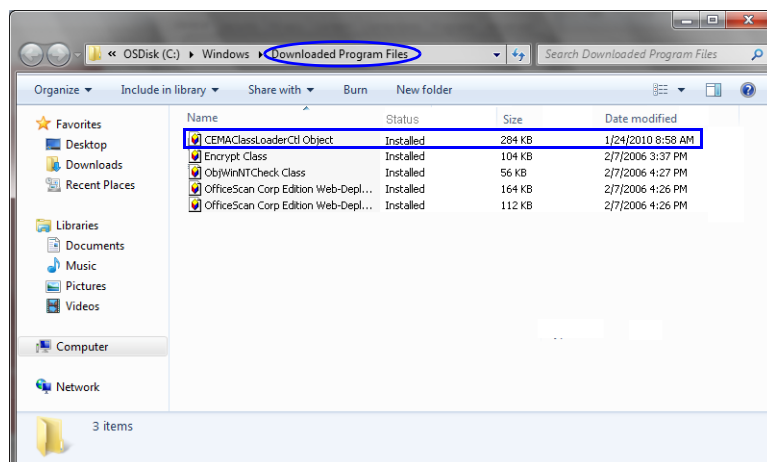 « OSDisk (C:) ▸ Windows ▸ Downloaded Program Files
Search Downloaded Program Files
Organize Include in library Share with Burn New folder
Name Status Size Date modified
Favorites
Desktop
Downloads
Recent Places
Libraries
Documents
Music
Pictures
Videos
Computer
Network
CEMAClassLoaderCtl Object Installed 284 KB 1/24/2010 8:58 AM
Encrypt Class Installed 104 KB 2/7/2006 3:37 PM
ObjWinNTCheck Class Installed 56 KB 2/7/2006 4:27 PM
OfficeScan Corp Edition Web-Depl... Installed 164 KB 2/7/2006 4:26 PM
OfficeScan Corp Edition Web-Depl... Installed 112 KB 2/7/2006 4:26 PM
3 items